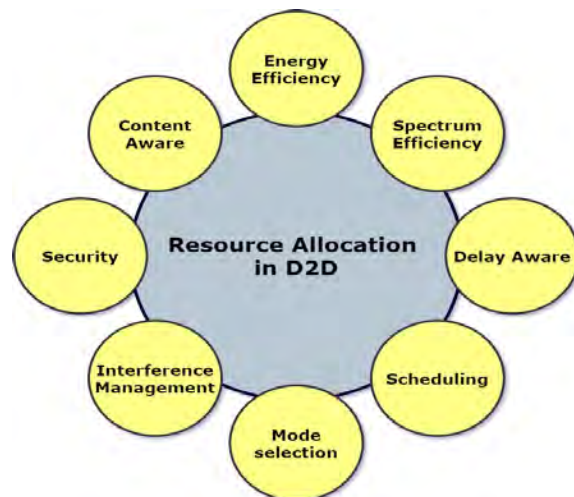 Energy
Efficiency
Spectrum
Efficiency
Delay Aware
Scheduling
Mode
selection
Interference
Management
Security
Content
Aware
Resource Allocation
in D2D